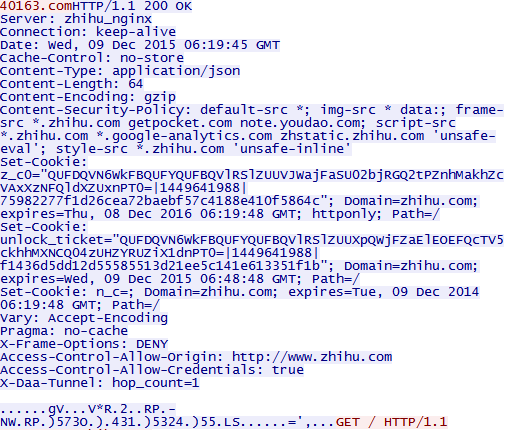 40163.comHTTP/1.1 200 OK
Server: zhihu_nginx
Connection: keep-alive
Date: Wed, 09 Dec 2015 06:19:45 GMT
Cache-Control: no-store
Content-Type: application/json
Content-Length: 64
Content-Encoding: gzip
Content-Security-Policy: default-src *; img-src * data:; frame-
src *.zhihu.com getpocket.com note.youdao.com; script-src
*.zhihu.com *.google-analytics.com zhstatic.zhihu.com 'unsafe-
eval'; style-src *.zhihu.com 'unsafe-inline'
Set-Cookie:
z_c0="QUFDQVN6WkFBQUFYQUFBQVlRSlZUUVJWajFaSU02bjRGQ2tPZnhMakhZc
VAxXzNFQldXZUxnPT0=|1449641988|
75982277f1d26cea72baebf57c4188e410f5864c"; Domain=zhihu.com;
expires=Thu, 08 Dec 2016 06:19:48 GMT; httponly; Path=/
Set-Cookie:
unlock_ticket="QUFDQVN6WkFBQUFYQUFBQVlRSlZUUXpQWjFZaElEOEFQcTV5
ckhhMXNCQ04zUHZYRUZiX1dnPT0=|1449641988|
f1436d5dd12d55585513d21ee5c141e613351f1b"; Domain=zhihu.com;
expires=Wed, 09 Dec 2015 06:48:48 GMT; Path=/
Set-Cookie: n_c=; Domain=zhihu.com; expires=Tue, 09 Dec 2014
06:19:48 GMT; Path=/
Vary: Accept-Encoding
Pragma: no-cache
X-Frame-Options: DENY
Access-Control-Allow-Origin: http://www.zhihu.com
Access-Control-Allow-Credentials: true
X-Daa-Tunnel: hop_count=1

......gV...V*R.2..RP.-
NW.RP.)573O.).431.)5324.)55.LS......=',...GET / HTTP/1.1